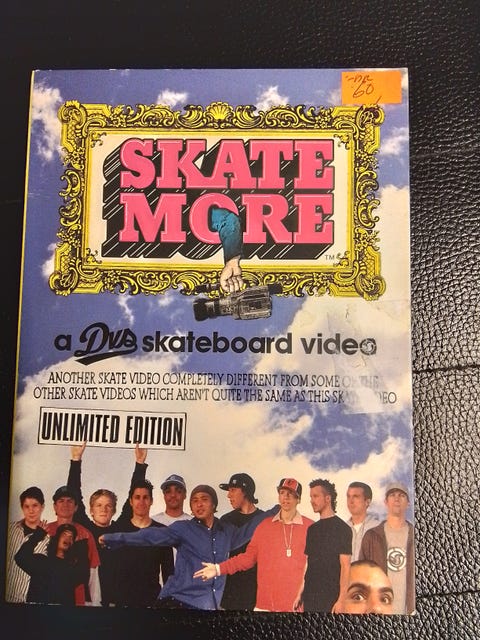 60
SKATE
MORE
TM
a DVS skateboard video
ANOTHER SKATE VIDEO COMPLETELY DIFFERENT FROM SOME OF THE
OTHER SKATE VIDEOS WHICH AREN'T QUITE THE SAME AS THIS SKATE VIDEO
UNLIMITED EDITION